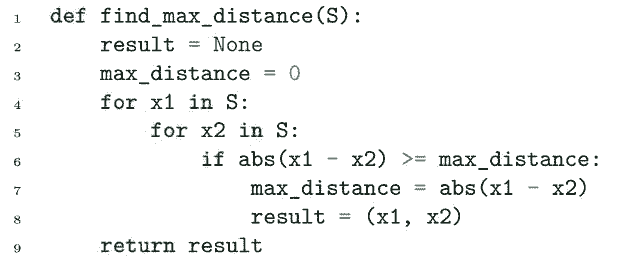 1 def find_max_distance(S):
2     result = None
3     max_distance = 0
4     for x1 in S:
5         for x2 in S:
6             if abs(x1 - x2) >= max_distance:
7                 max_distance = abs(x1 - x2)
8                 result = (x1, x2)
9     return result